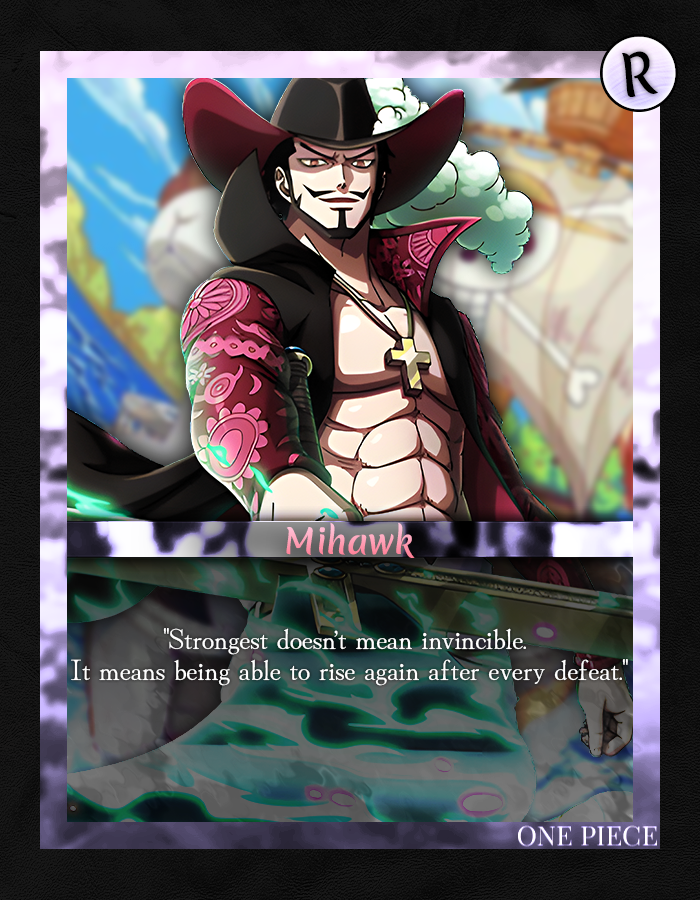 R
Mihawk
"Strongest doesn't mean invincible.
It means being able to rise again after every defeat."
ONE PIECE